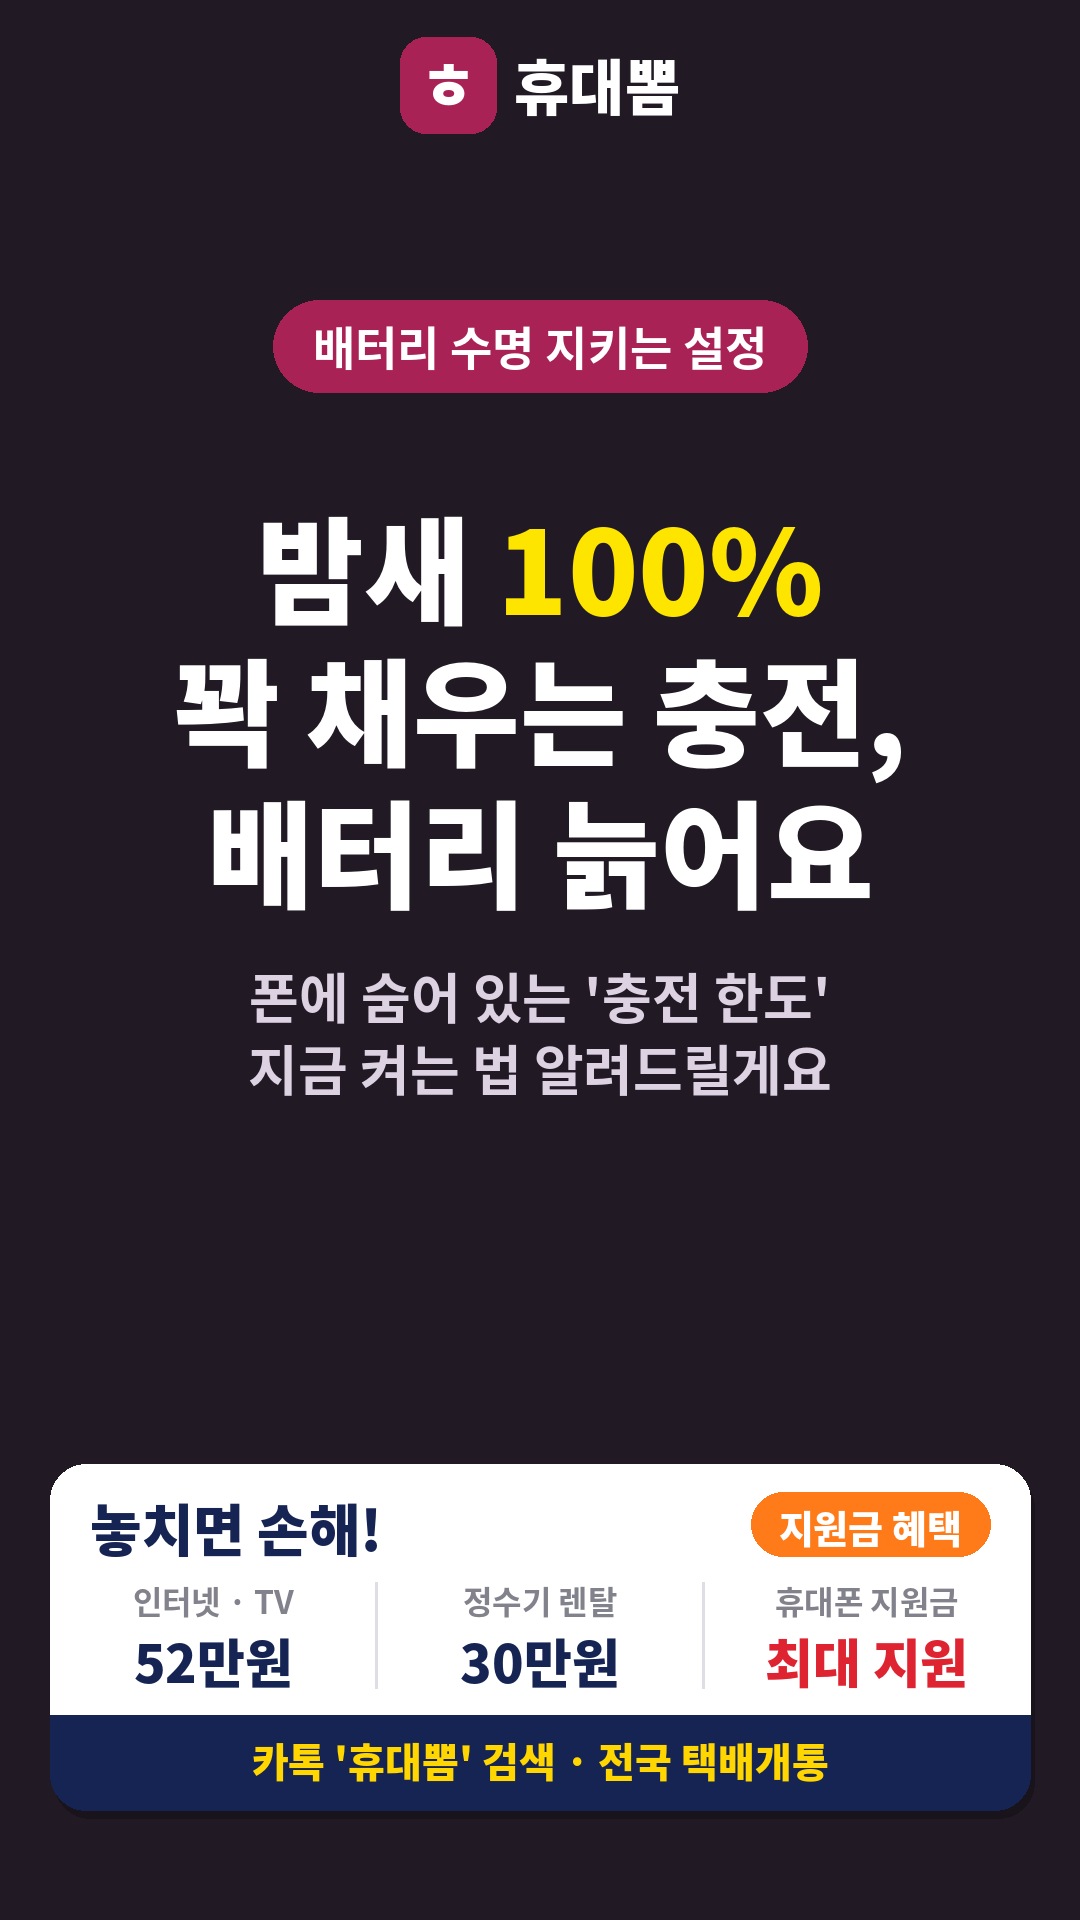 ㅎ 휴대뽐
배터리 수명 지키는 설정
밤새 100%
꽉 채우는 충전,
배터리 늙어요
폰에 숨어 있는 '충전 한도'
지금 켜는 법 알려드릴게요
놓치면 손해!
지원금 혜택
인터넷 · TV
52만원
정수기 렌탈
30만원
휴대폰 지원금
최대 지원
카톡 '휴대뽐' 검색 · 전국 택배개통